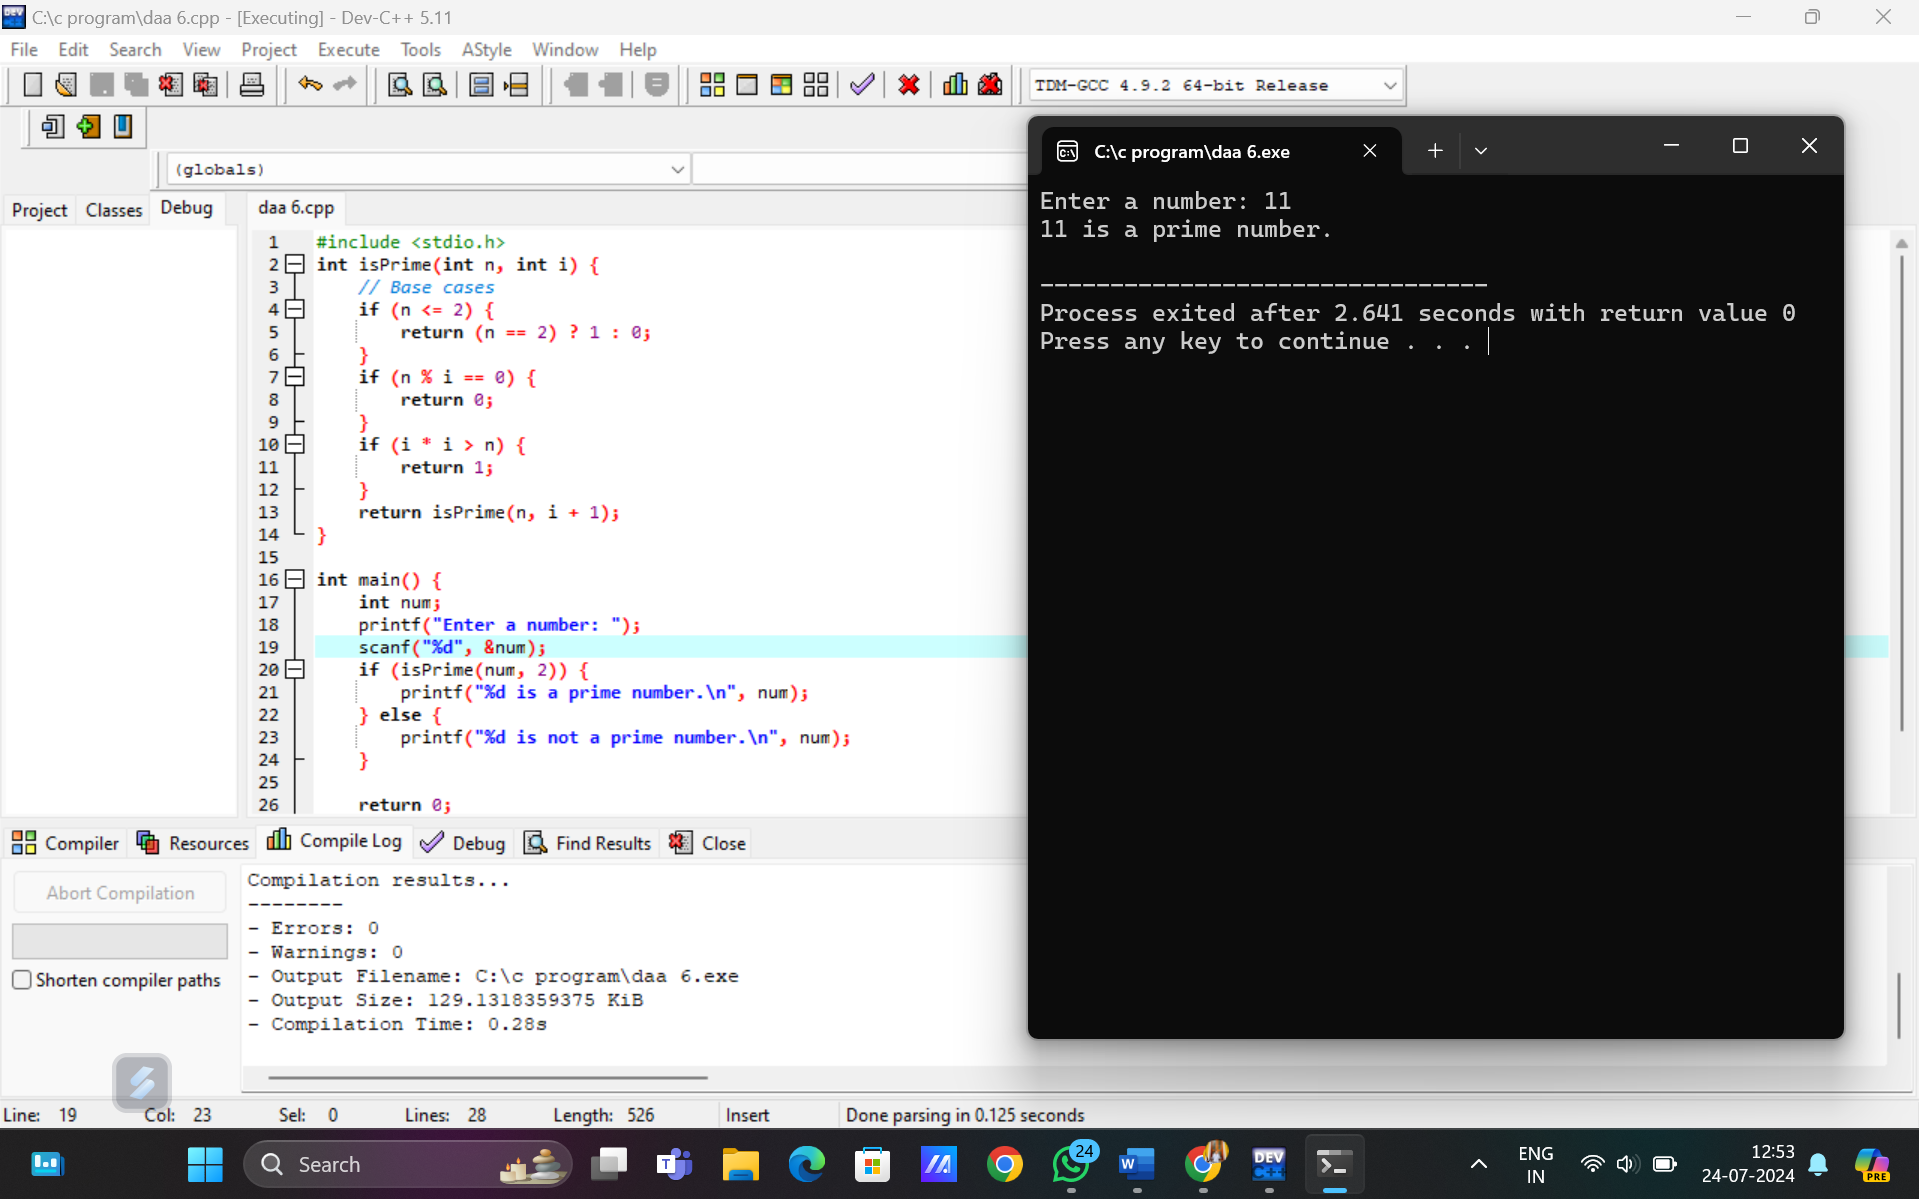 C:\c program\daa 6.cpp - [Executing] - Dev-C++ 5.11
File Edit Search View Project Execute Tools AStyle Window Help
TDM-GCC 4.9.2 64-bit Release
(globals)
Project Classes Debug
daa 6.cpp
1 #include <stdio.h>
2 int isPrime(int n, int i) {
3 // Base cases
4 if (n <= 2) {
5 return (n == 2) ? 1 : 0;
6 }
7 if (n % i == 0) {
8 return 0;
9 }
10 if (i * i > n) {
11 return 1;
12 }
13 return isPrime(n, i + 1);
14 }
15
16 int main() {
17 int num;
18 printf("Enter a number: ");
19 scanf("%d", &num);
20 if (isPrime(num, 2)) {
21 printf("%d is a prime number.\n", num);
22 } else {
23 printf("%d is not a prime number.\n", num);
24 }
25
26 return 0;
C:\c program\daa 6.exe
Enter a number: 11
11 is a prime number.
--------------------------------
Process exited after 2.641 seconds with return value 0
Press any key to continue . . .
Compiler Resources Compile Log Debug Find Results Close
Abort Compilation
Shorten compiler paths
Compilation results...
--------
- Errors: 0
- Warnings: 0
- Output Filename: C:\c program\daa 6.exe
- Output Size: 129.1318359375 KiB
- Compilation Time: 0.28s
Line: 19 Col: 23 Sel: 0 Lines: 28 Length: 526 Insert Done parsing in 0.125 seconds
Search
24
DEV
C++
ENG
IN
12:53
24-07-2024
PRE